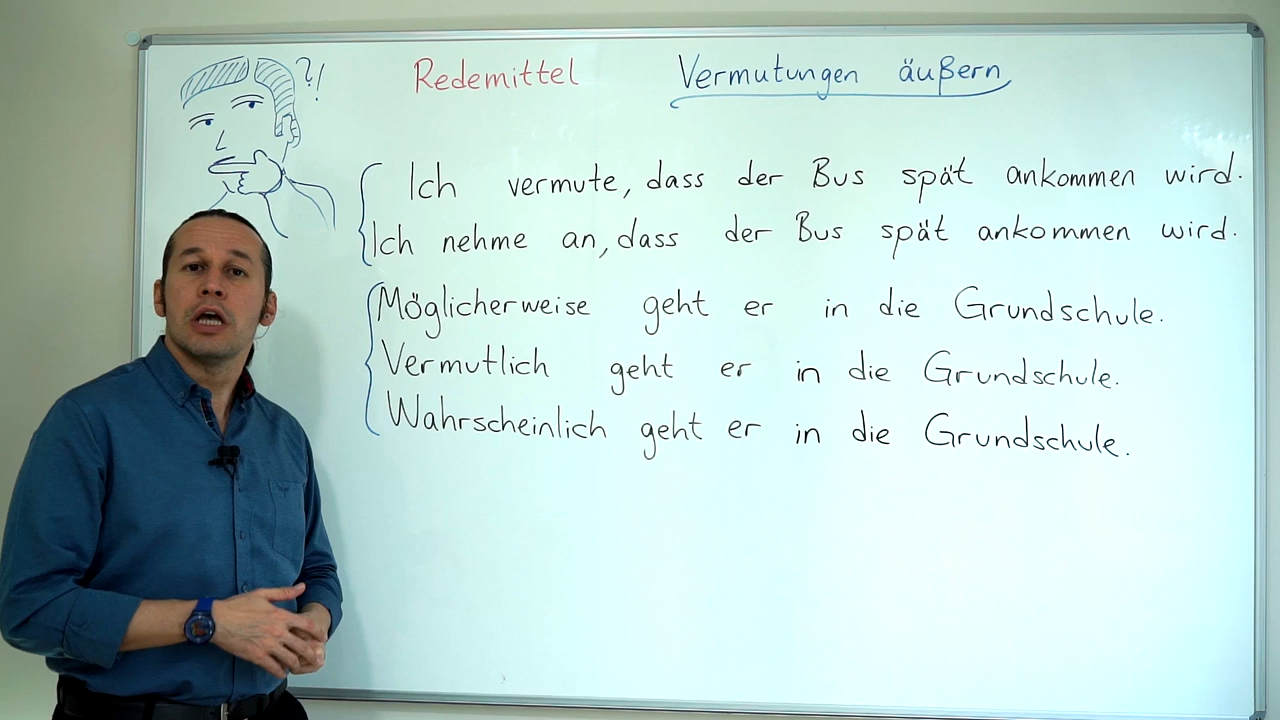 ?!
Redemittel Vermutungen äußern
Ich vermute, dass der Bus spät ankommen wird.
Ich nehme an, dass der Bus spät ankommen wird.
Möglicherweise geht er in die Grundschule.
Vermutlich geht er in die Grundschule.
Wahrscheinlich geht er in die Grundschule.